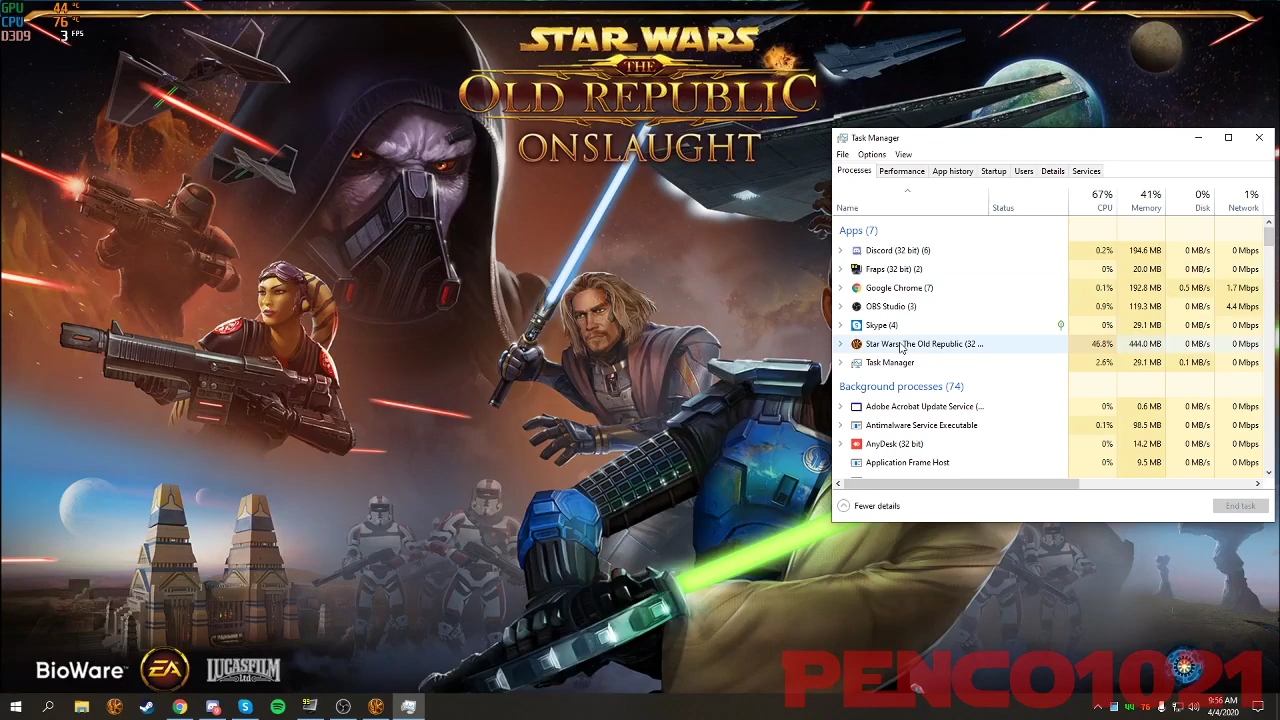 GPU 44 °C
CPU 76 °C
D3D9 3 FPS
STAR WARS
THE
OLD REPUBLIC
ONSLAUGHT
Task Manager
File Options View
Processes Performance App history Startup Users Details Services
67% 41% 0% 1%
Name Status CPU Memory Disk Network
Apps (7)
Discord (32 bit) (6) 0.2% 194.6 MB 0 MB/s 0 Mbps
Fraps (32 bit) (2) 0% 20.0 MB 0 MB/s 0 Mbps
Google Chrome (7) 0.1% 192.8 MB 0.5 MB/s 1.7 Mbps
OBS Studio (3) 0.9% 119.3 MB 0 MB/s 4.4 Mbps
Skype (4) 0% 29.1 MB 0 MB/s 0 Mbps
Star Wars: The Old Republic (32 ... 46.8% 444.0 MB 0 MB/s 0 Mbps
Task Manager 2.6% 29.1 MB 0.1 MB/s 0 Mbps
Background processes (74)
Adobe Acrobat Update Service (... 0% 0.6 MB 0 MB/s 0 Mbps
Antimalware Service Executable 0.1% 98.5 MB 0 MB/s 0 Mbps
AnyDesk (32 bit) 0% 14.2 MB 0 MB/s 0 Mbps
Application Frame Host 0% 9.5 MB 0 MB/s 0 Mbps
Fewer details End task
BioWare
EA
LUCASFILM
Ltd
PENCO1021
44 76
9:56 AM
4/4/2020